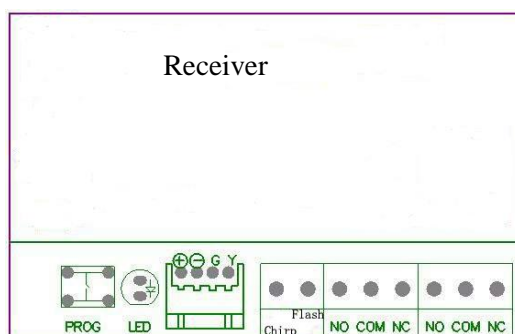 Receiver
⊕⊖ G Y
Flash
PROG LED Chirp NO COM NC NO COM NC